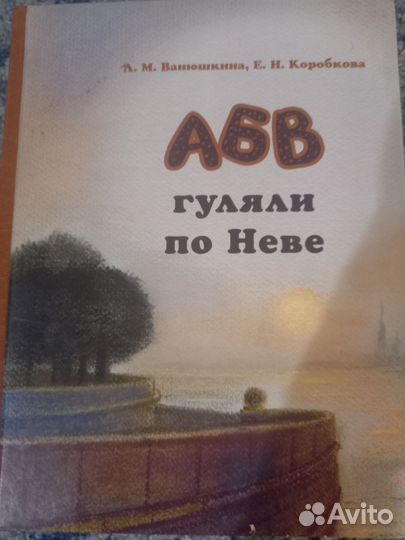 Л. М. Ванюшкина, Е. Н. Коробкова
АБВ
гуляли
по Неве
Avito